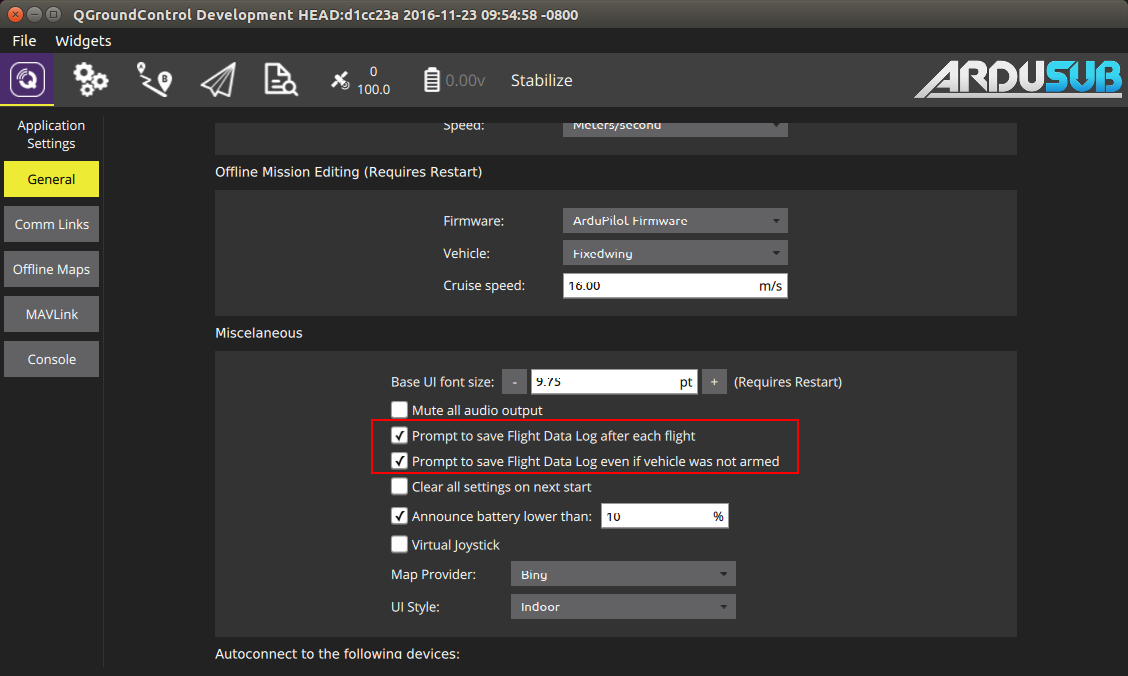 QGroundControl Development HEAD:d1cc23a 2016-11-23 09:54:58 -0800
File Widgets
0
100.0
0.00v
Stabilize
ARDUSUB
Application
Settings
General
Comm Links
Offline Maps
MAVLink
Console
Speed: Meters/second
Offline Mission Editing (Requires Restart)
Firmware: ArduPilot Firmware
Vehicle: Fixedwing
Cruise speed: 16.00 m/s
Miscelaneous
Base UI font size: - 9.75 pt + (Requires Restart)
Mute all audio output
Prompt to save Flight Data Log after each flight
Prompt to save Flight Data Log even if vehicle was not armed
Clear all settings on next start
Announce battery lower than: 10 %
Virtual Joystick
Map Provider: Bing
UI Style: Indoor
Autoconnect to the following devices: